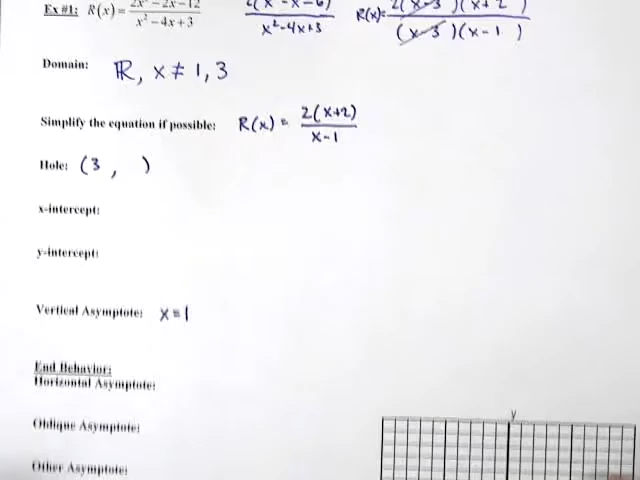 Ex #1: R(x) = 2x² - 2x - 12 / x² - 4x + 3    2(x² - x - 6) / x² - 4x + 3    R(x) = 2(x-3)(x+2) / (x-3)(x-1)
Domain: ℝ, x ≠ 1, 3
Simplify the equation if possible: R(x) = 2(x+2) / x-1
Hole: (3 , )
x-intercept:
y-intercept:
Vertical Asymptote: x = 1
End Behavior:
Horizontal Asymptote:
Oblique Asymptote:
Other Asymptote:
y